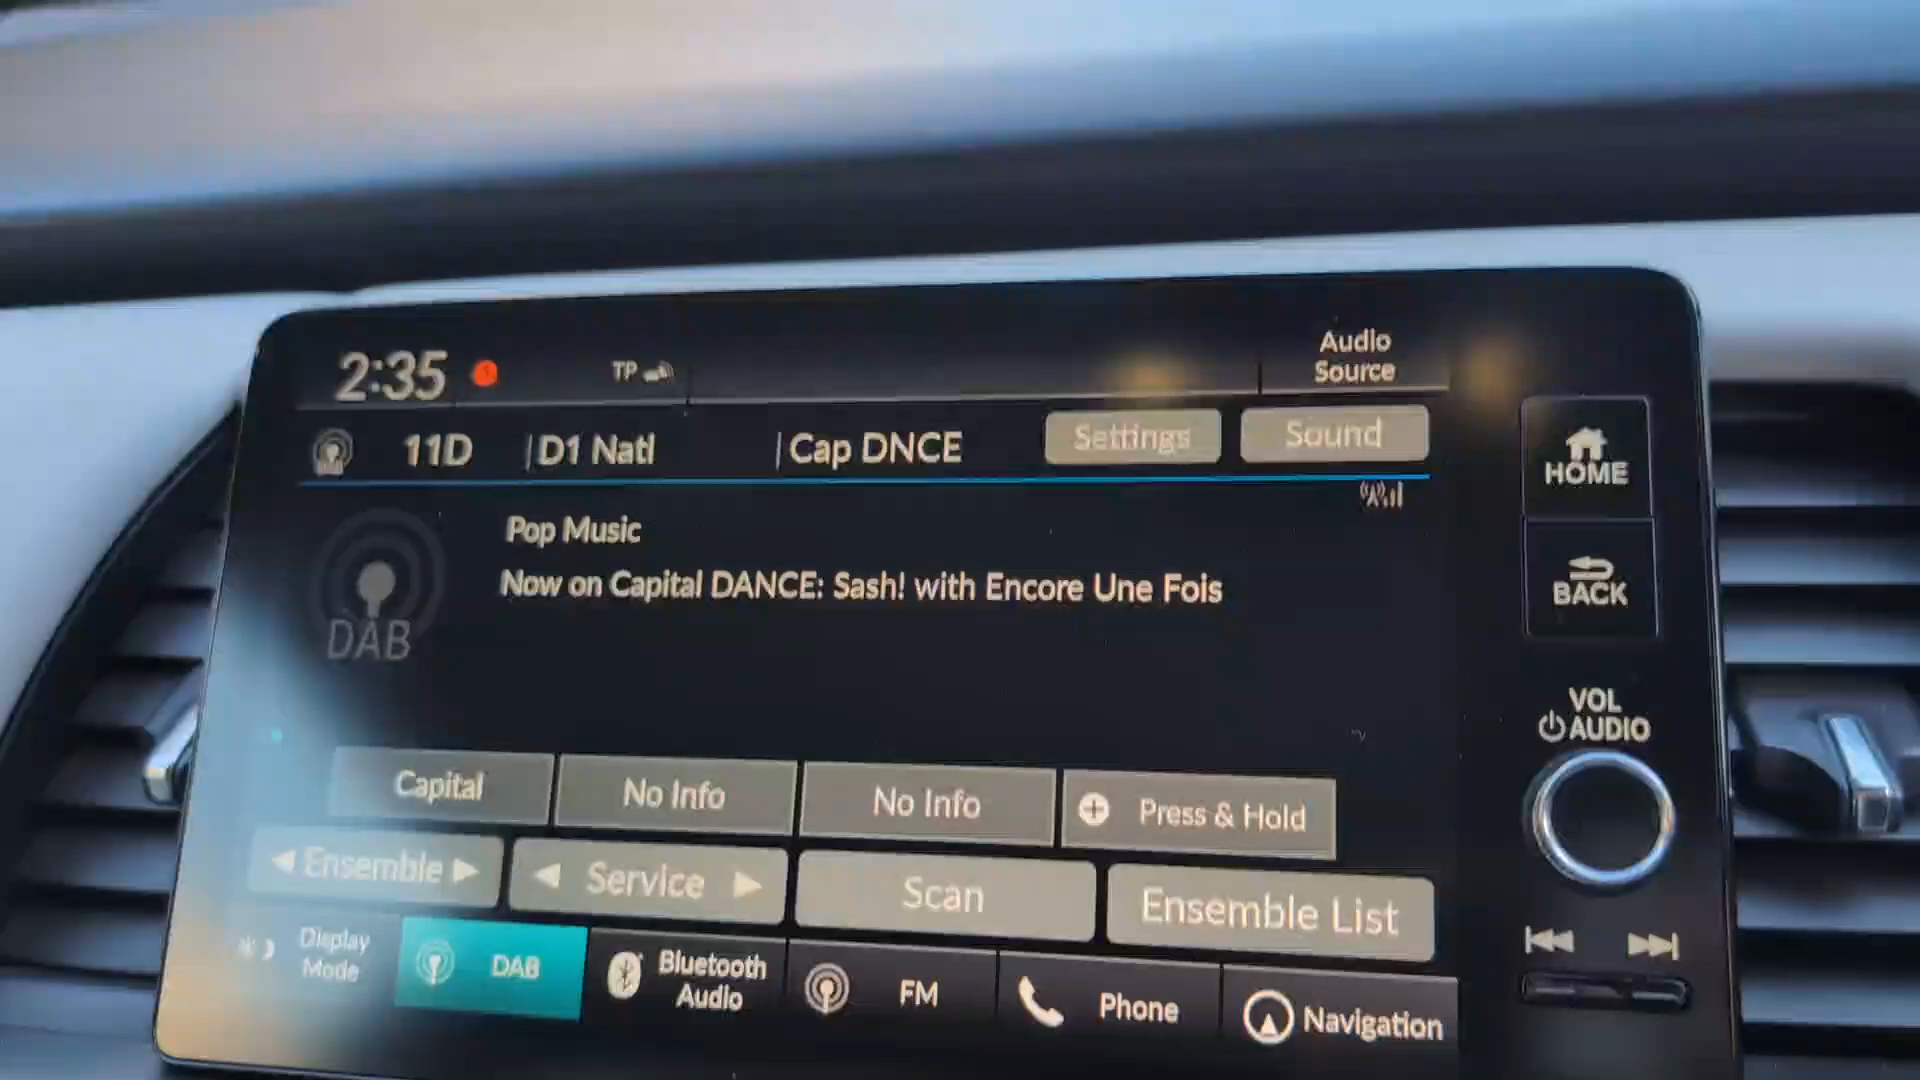 2:35
TP
Audio
Source
11D
D1 Natl
Cap DNCE
Settings
Sound
HOME
Pop Music
Now on Capital DANCE: Sash! with Encore Une Fois
DAB
BACK
VOL
AUDIO
Capital
No Info
No Info
Press & Hold
Ensemble
Service
Scan
Ensemble List
Display
Mode
DAB
Bluetooth
Audio
FM
Phone
Navigation